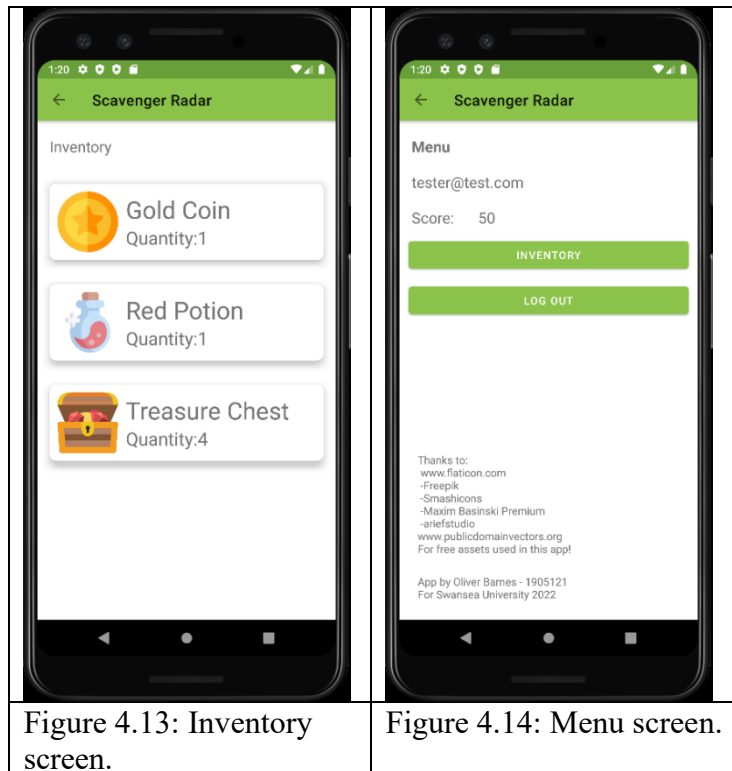 1:20
Scavenger Radar
Inventory
Gold Coin
Quantity:1
Red Potion
Quantity:1
Treasure Chest
Quantity:4
Figure 4.13: Inventory
screen.
1:20
Scavenger Radar
Menu
tester@test.com
Score: 50
INVENTORY
LOG OUT
Thanks to:
www.flaticon.com
-Freepik
-Smashicons
-Maxim Basinski Premium
-ariefstudio
www.publicdomainvectors.org
For free assets used in this app!
App by Oliver Barnes - 1905121
For Swansea University 2022
Figure 4.14: Menu screen.